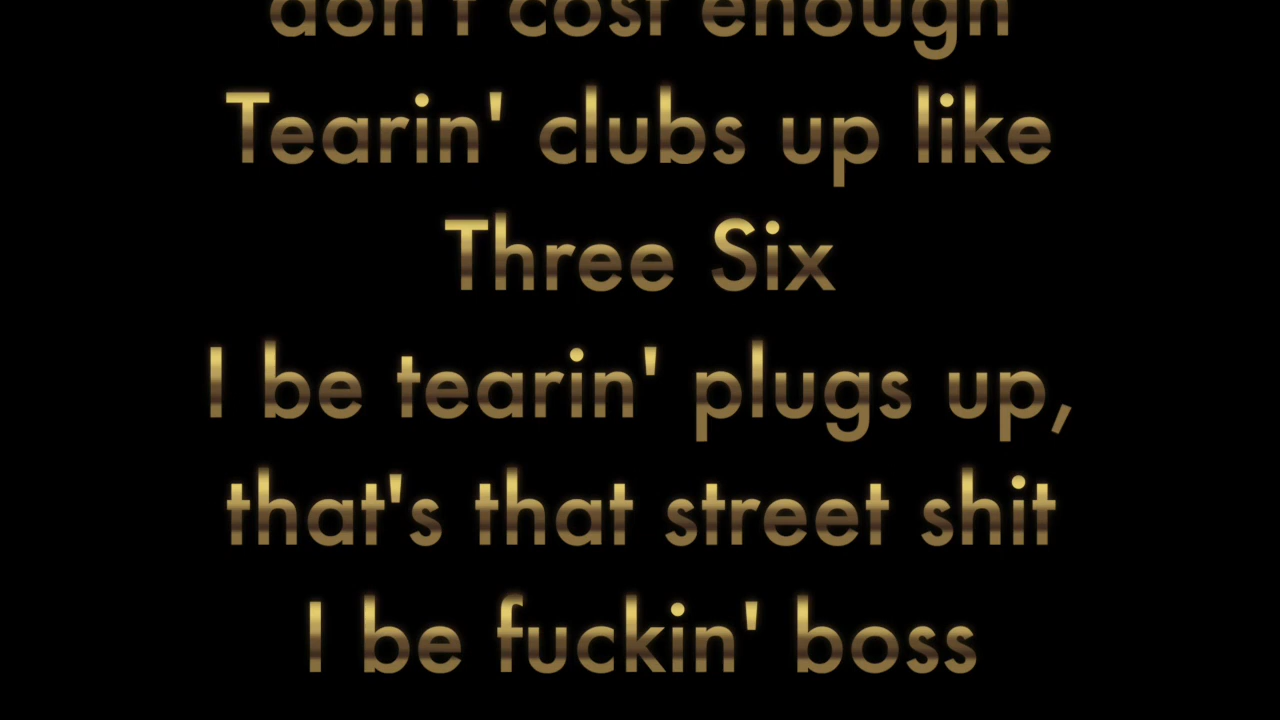 don't cost enough
Tearin' clubs up like
Three Six
I be tearin' plugs up,
that's that street shit
I be fuckin' boss